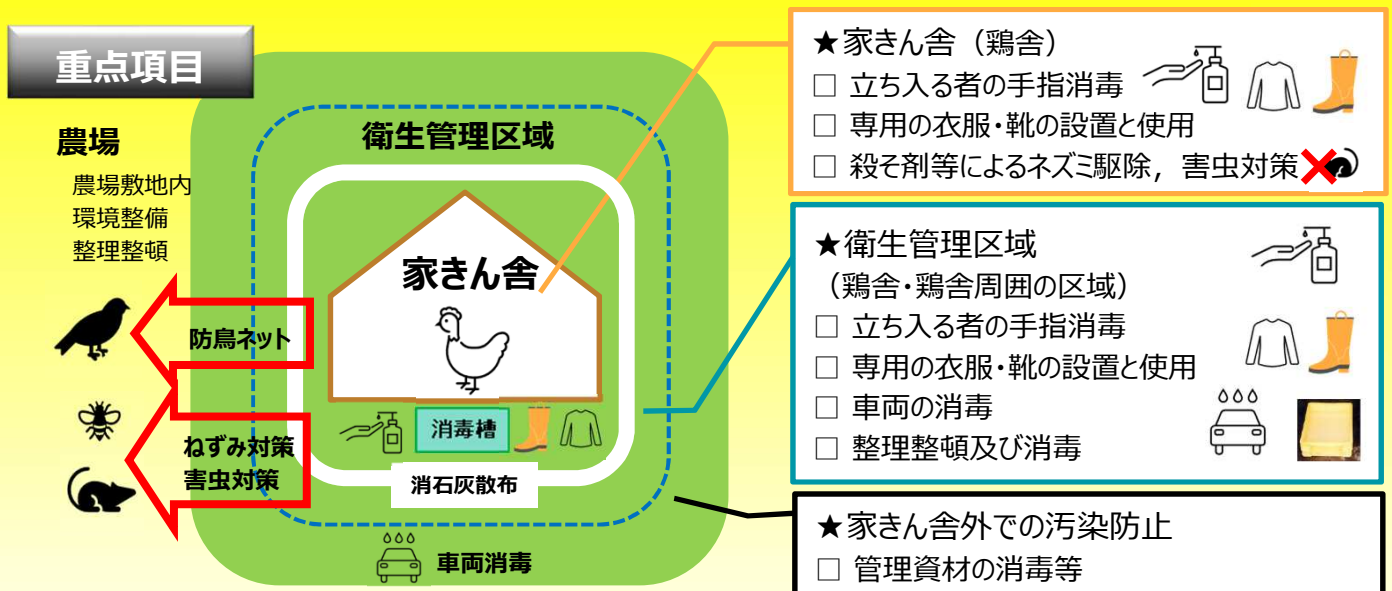 重点項目
農場
農場敷地内
環境整備
整理整頓
防鳥ネット
ねずみ対策
害虫対策
衛生管理区域
家きん舎
消毒槽
消石灰散布
車両消毒
★家きん舎（鶏舎）
□ 立ち入る者の手指消毒
□ 専用の衣服・靴の設置と使用
□ 殺そ剤等によるネズミ駆除，害虫対策
★衛生管理区域
（鶏舎・鶏舎周囲の区域）
□ 立ち入る者の手指消毒
□ 専用の衣服・靴の設置と使用
□ 車両の消毒
□ 整理整頓及び消毒
★家きん舎外での汚染防止
□ 管理資材の消毒等